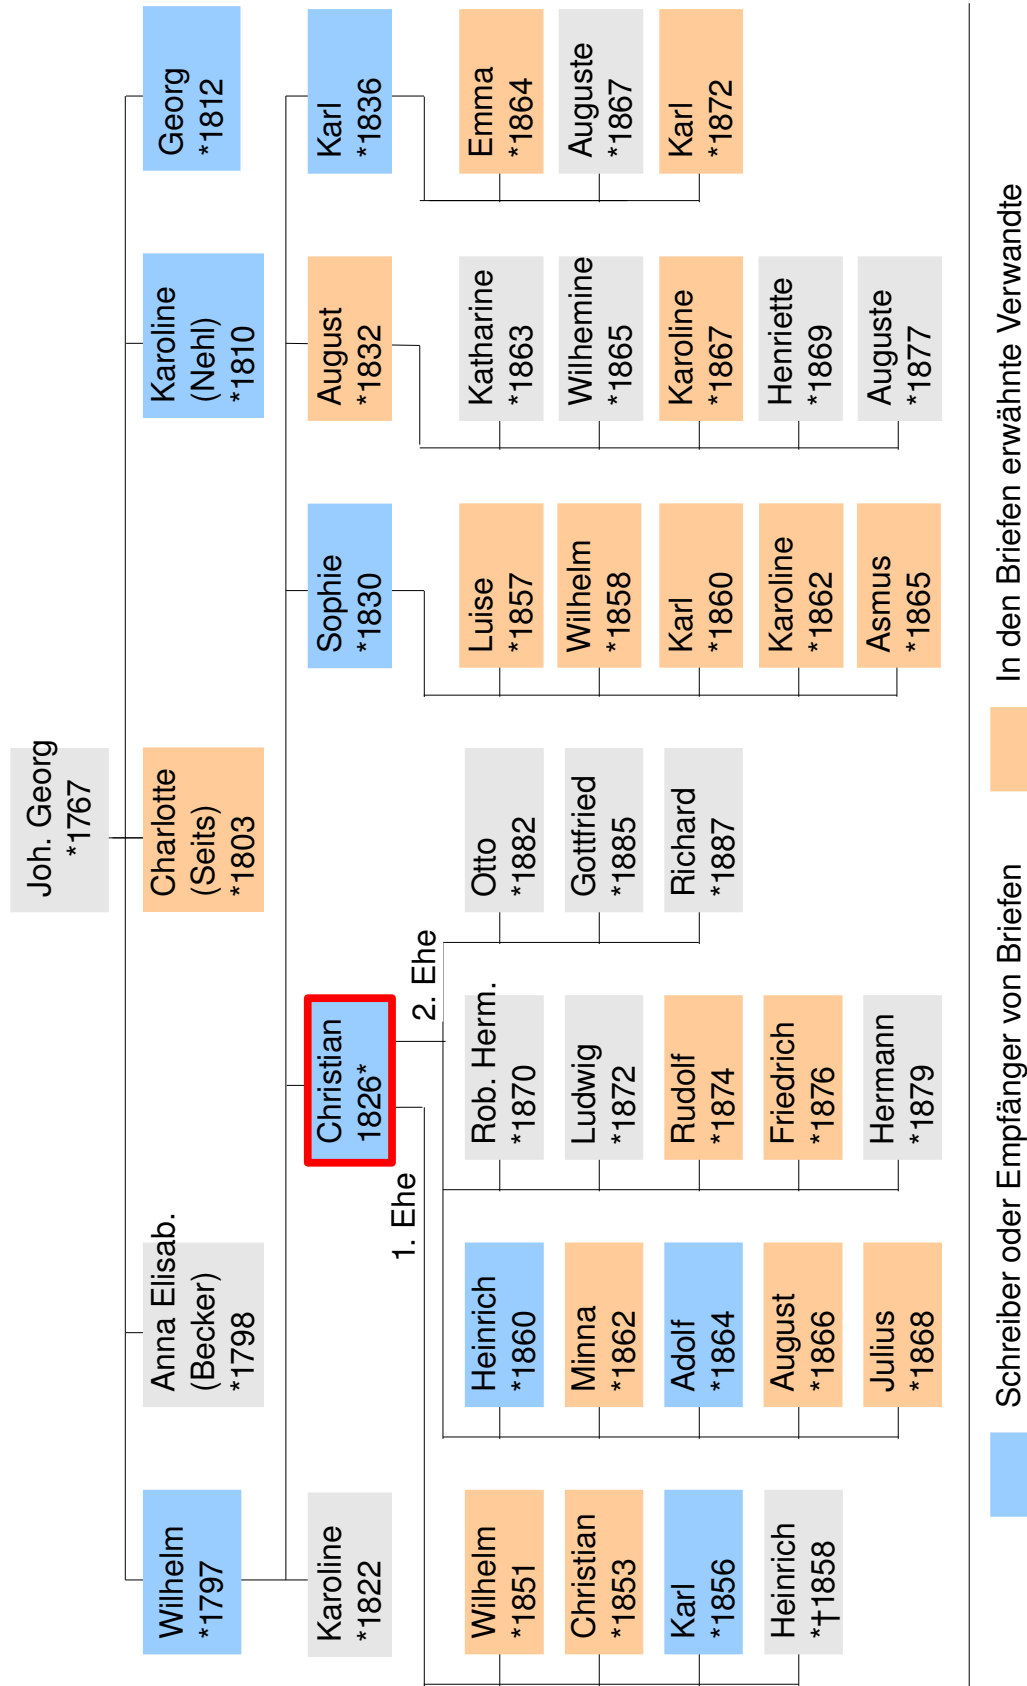 Joh. Georg
*1767
Wilhelm
*1797
Anna Elisab.
(Becker)
*1798
Charlotte
(Seits)
*1803
Karoline
(Nehl)
*1810
Georg
*1812
Karoline
*1822
Christian
1826*
Sophie
*1830
August
*1832
Karl
*1836
1. Ehe
2. Ehe
Wilhelm
*1851
Christian
*1853
Karl
*1856
Heinrich
*†1858
Heinrich
*1860
Minna
*1862
Adolf
*1864
August
*1866
Julius
*1868
Rob. Herm.
*1870
Ludwig
*1872
Rudolf
*1874
Friedrich
*1876
Hermann
*1879
Otto
*1882
Gottfried
*1885
Richard
*1887
Luise
*1857
Wilhelm
*1858
Karl
*1860
Karoline
*1862
Asmus
*1865
Katharine
*1863
Wilhemine
*1865
Karoline
*1867
Henriette
*1869
Auguste
*1877
Emma
*1864
Auguste
*1867
Karl
*1872
Schreiber oder Empfänger von Briefen
In den Briefen erwähnte Verwandte